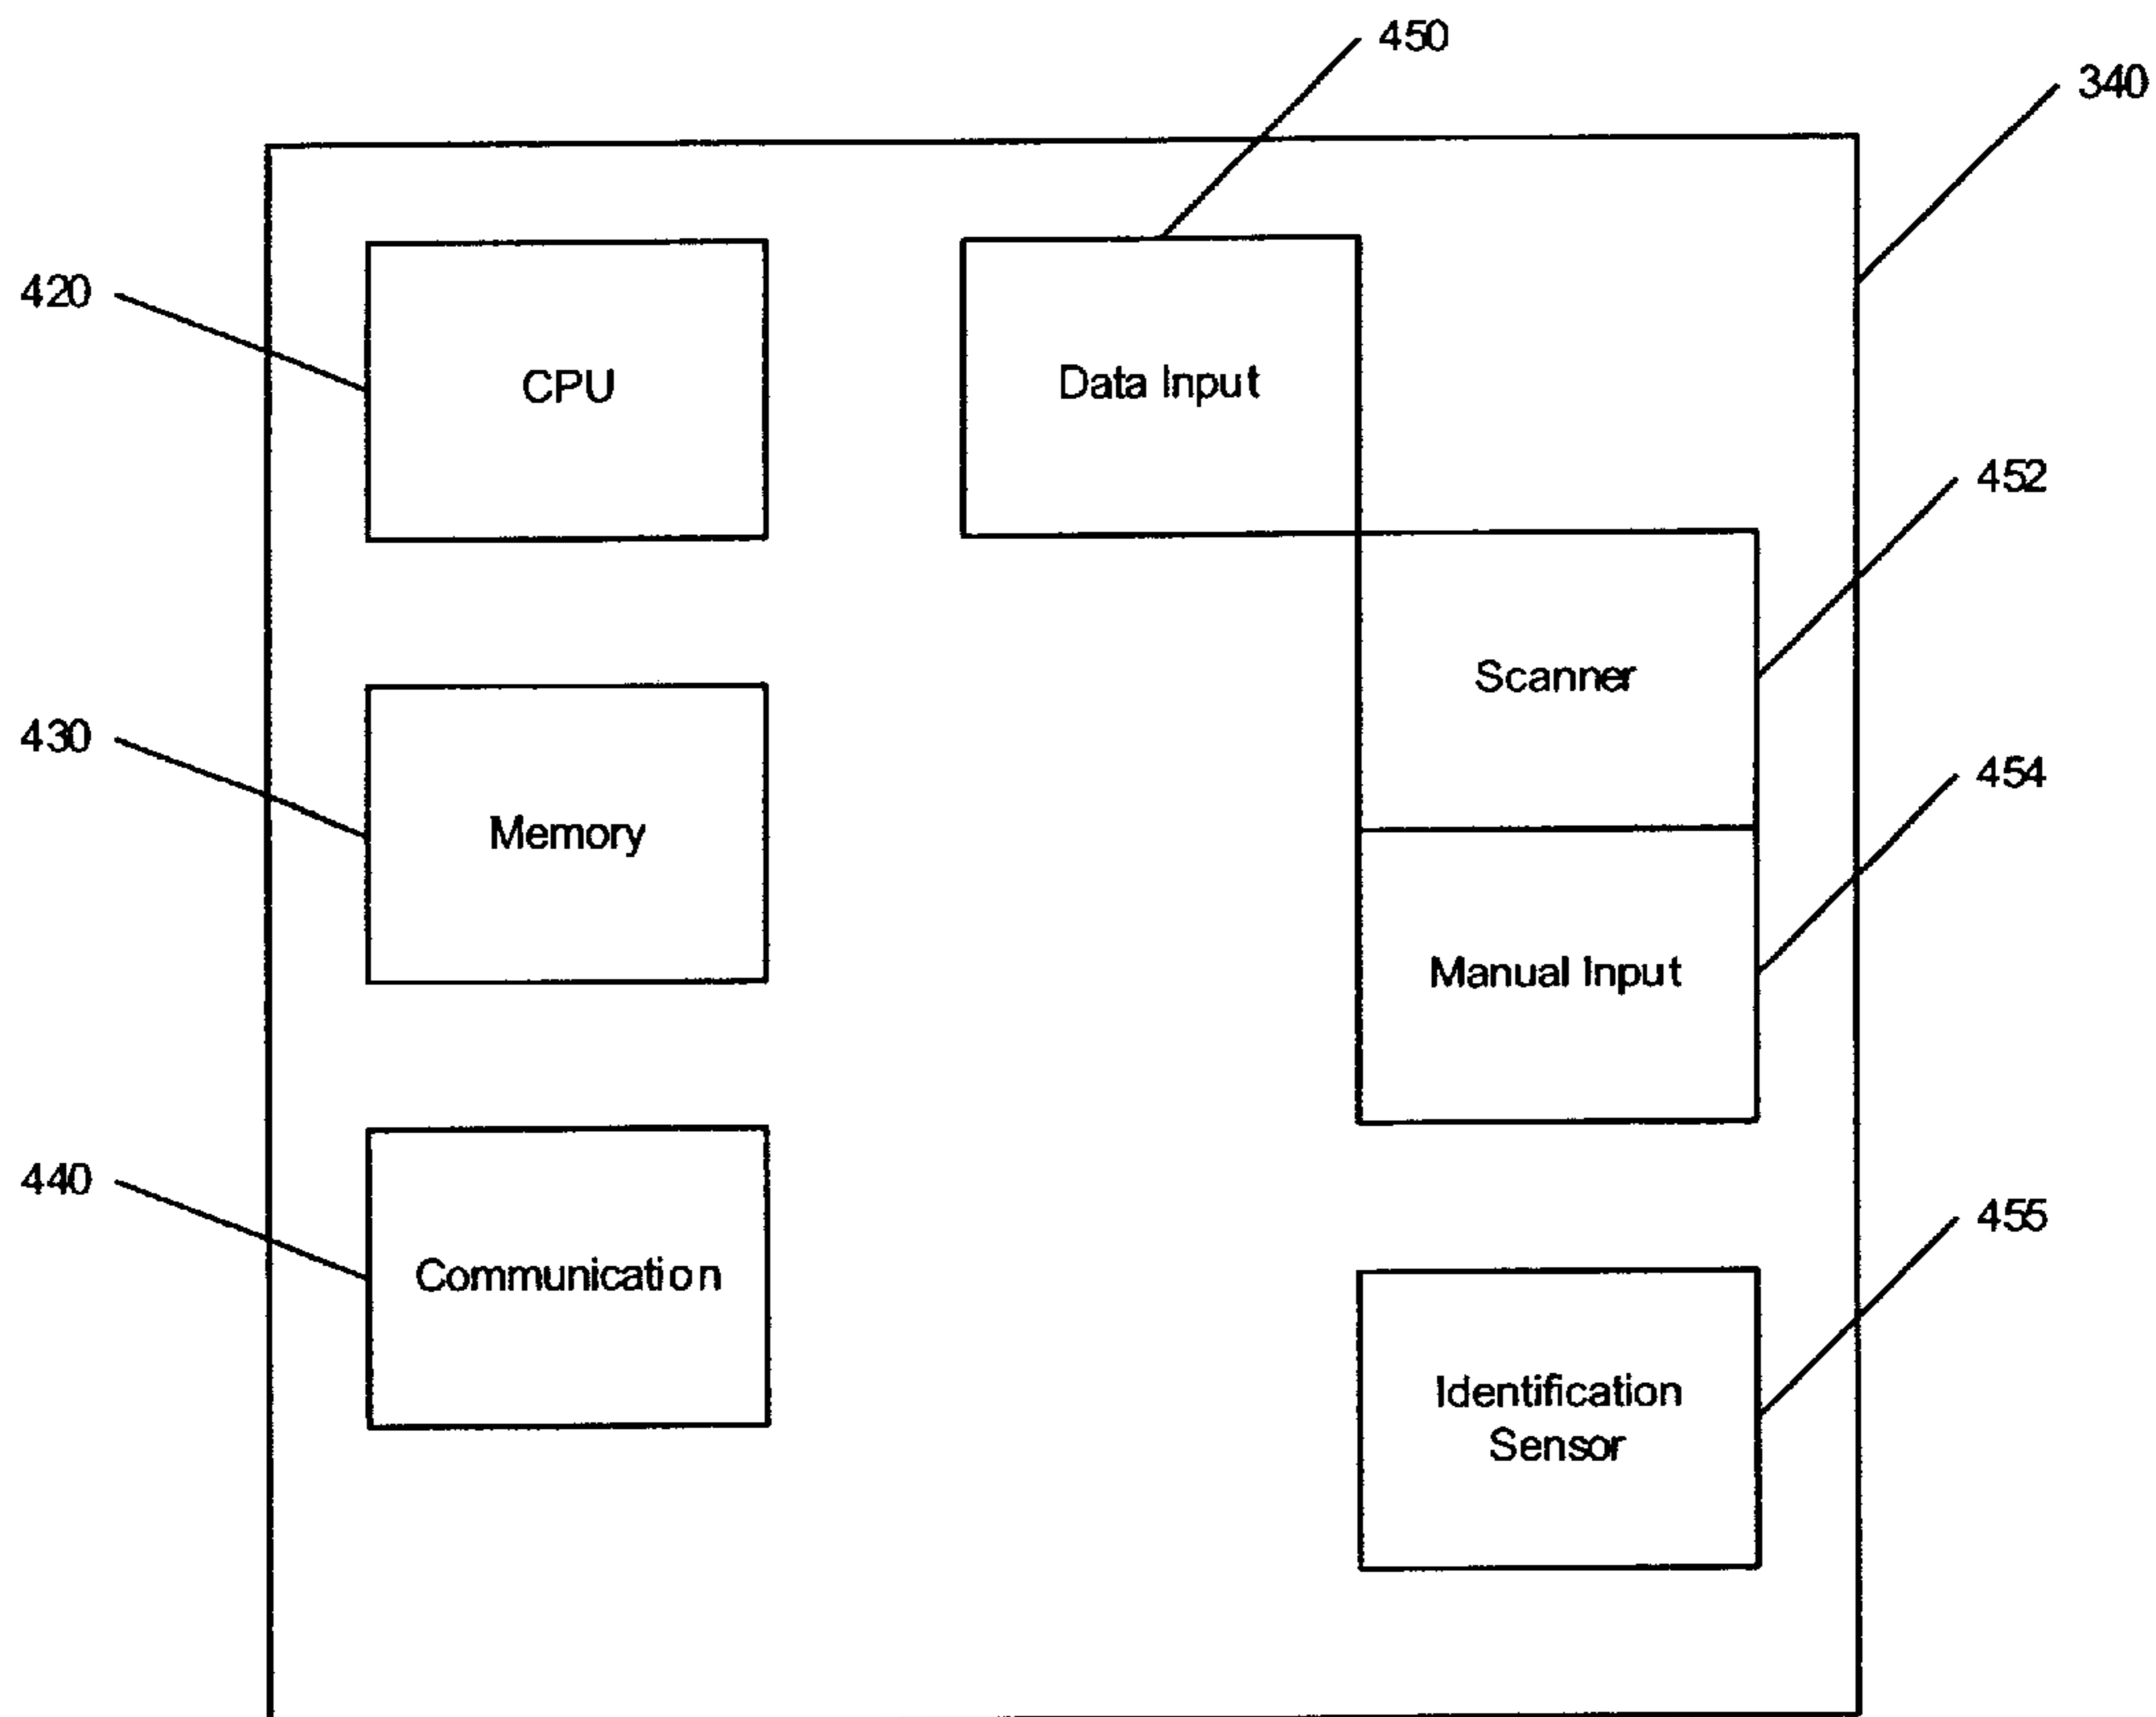 450
340
420
CPU
Data Input
452
Scanner
430
Memory
454
Manual Input
440
Communication
455
Identification
Sensor